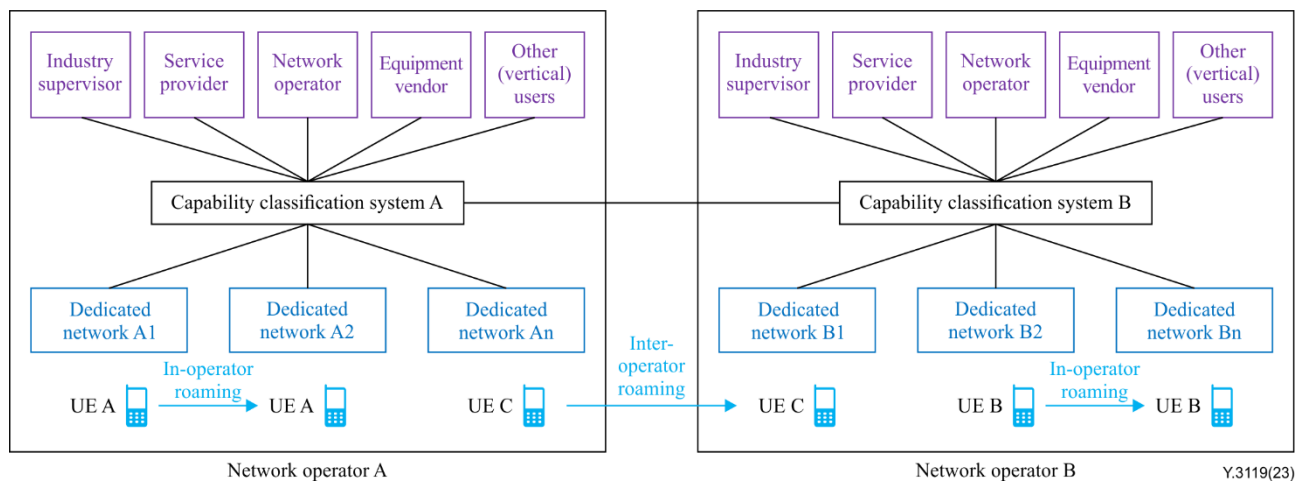 Industry
supervisor
Service
provider
Network
operator
Equipment
vendor
Other
(vertical)
users
Industry
supervisor
Service
provider
Network
operator
Equipment
vendor
Other
(vertical)
users
Capability classification system A
Capability classification system B
Dedicated
network A1
Dedicated
network A2
Dedicated
network An
Dedicated
network B1
Dedicated
network B2
Dedicated
network Bn
UE A
In-operator
roaming
UE A
UE C
Inter-
operator
roaming
UE C
UE B
In-operator
roaming
UE B
Network operator A
Network operator B
Y.3119(23)